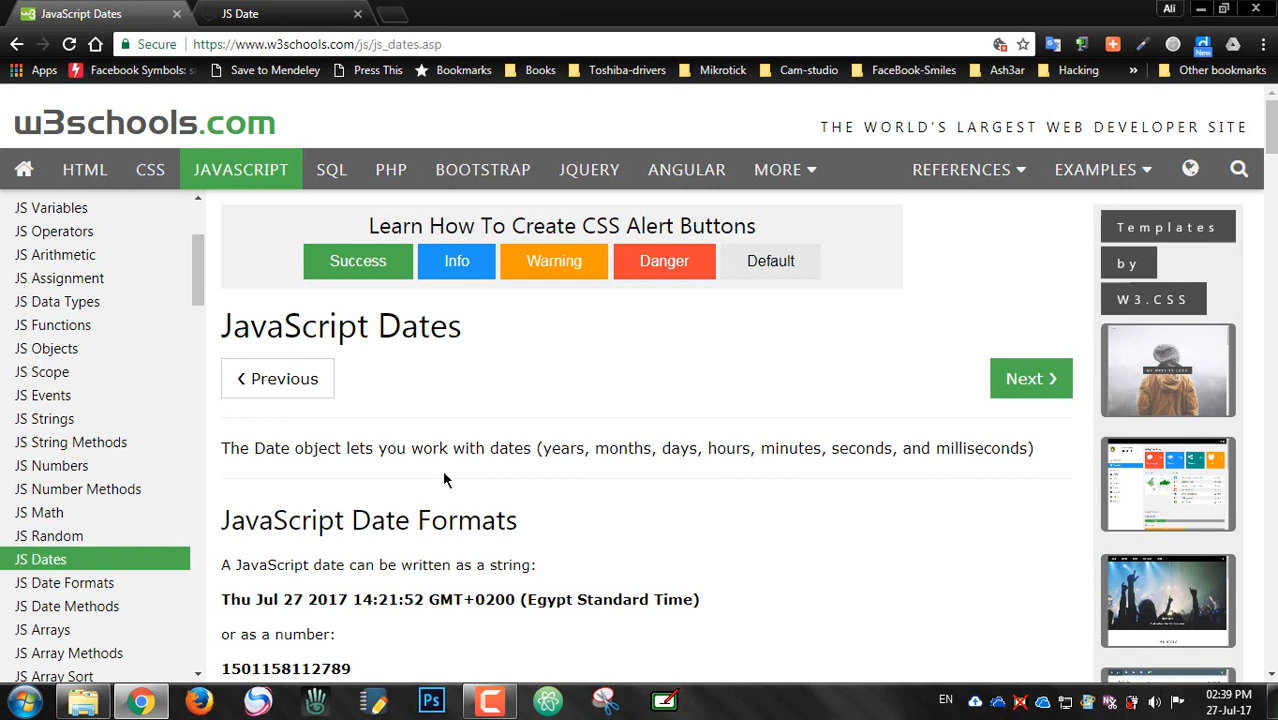 JavaScript Dates
JS Date
Ali
Secure
https://www.w3schools.com/js/js_dates.asp
New
Apps
Facebook Symbols: s
Save to Mendeley
Press This
Bookmarks
Books
Toshiba-drivers
Mikrotick
Cam-studio
FaceBook-Smiles
Ash3ar
Hacking
»
Other bookmarks
w3schools.com
THE WORLD'S LARGEST WEB DEVELOPER SITE
HTML
CSS
JAVASCRIPT
SQL
PHP
BOOTSTRAP
JQUERY
ANGULAR
MORE
REFERENCES
EXAMPLES
JS Variables
JS Operators
JS Arithmetic
JS Assignment
JS Data Types
JS Functions
JS Objects
JS Scope
JS Events
JS Strings
JS String Methods
JS Numbers
JS Number Methods
JS Math
JS Random
JS Dates
JS Date Formats
JS Date Methods
JS Arrays
JS Array Methods
JS Array Sort
Learn How To Create CSS Alert Buttons
Success
Info
Warning
Danger
Default
JavaScript Dates
❮ Previous
Next ❯
The Date object lets you work with dates (years, months, days, hours, minutes, seconds, and milliseconds)
JavaScript Date Formats
A JavaScript date can be written as a string:
Thu Jul 27 2017 14:21:52 GMT+0200 (Egypt Standard Time)
or as a number:
1501158112789
Templates
by
W3.CSS
Ps
EN
02:39 PM
27-Jul-17